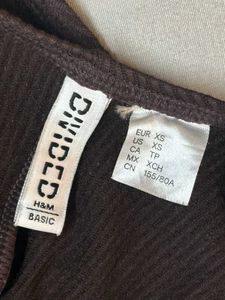 DIVIDED
H&M
BASIC
EUR XS
US XS
CA TP
MX XCH
CN 155/80A